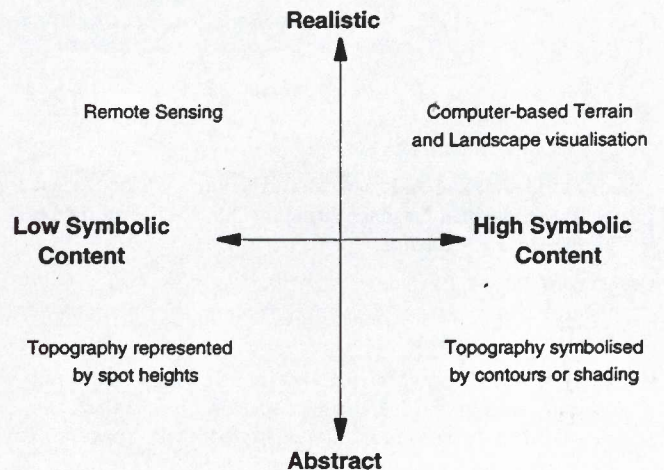 Realistic
Remote Sensing
Computer-based Terrain
and Landscape visualisation
Low Symbolic
Content
High Symbolic
Content
Topography represented
by spot heights
Topography symbolised
by contours or shading
Abstract